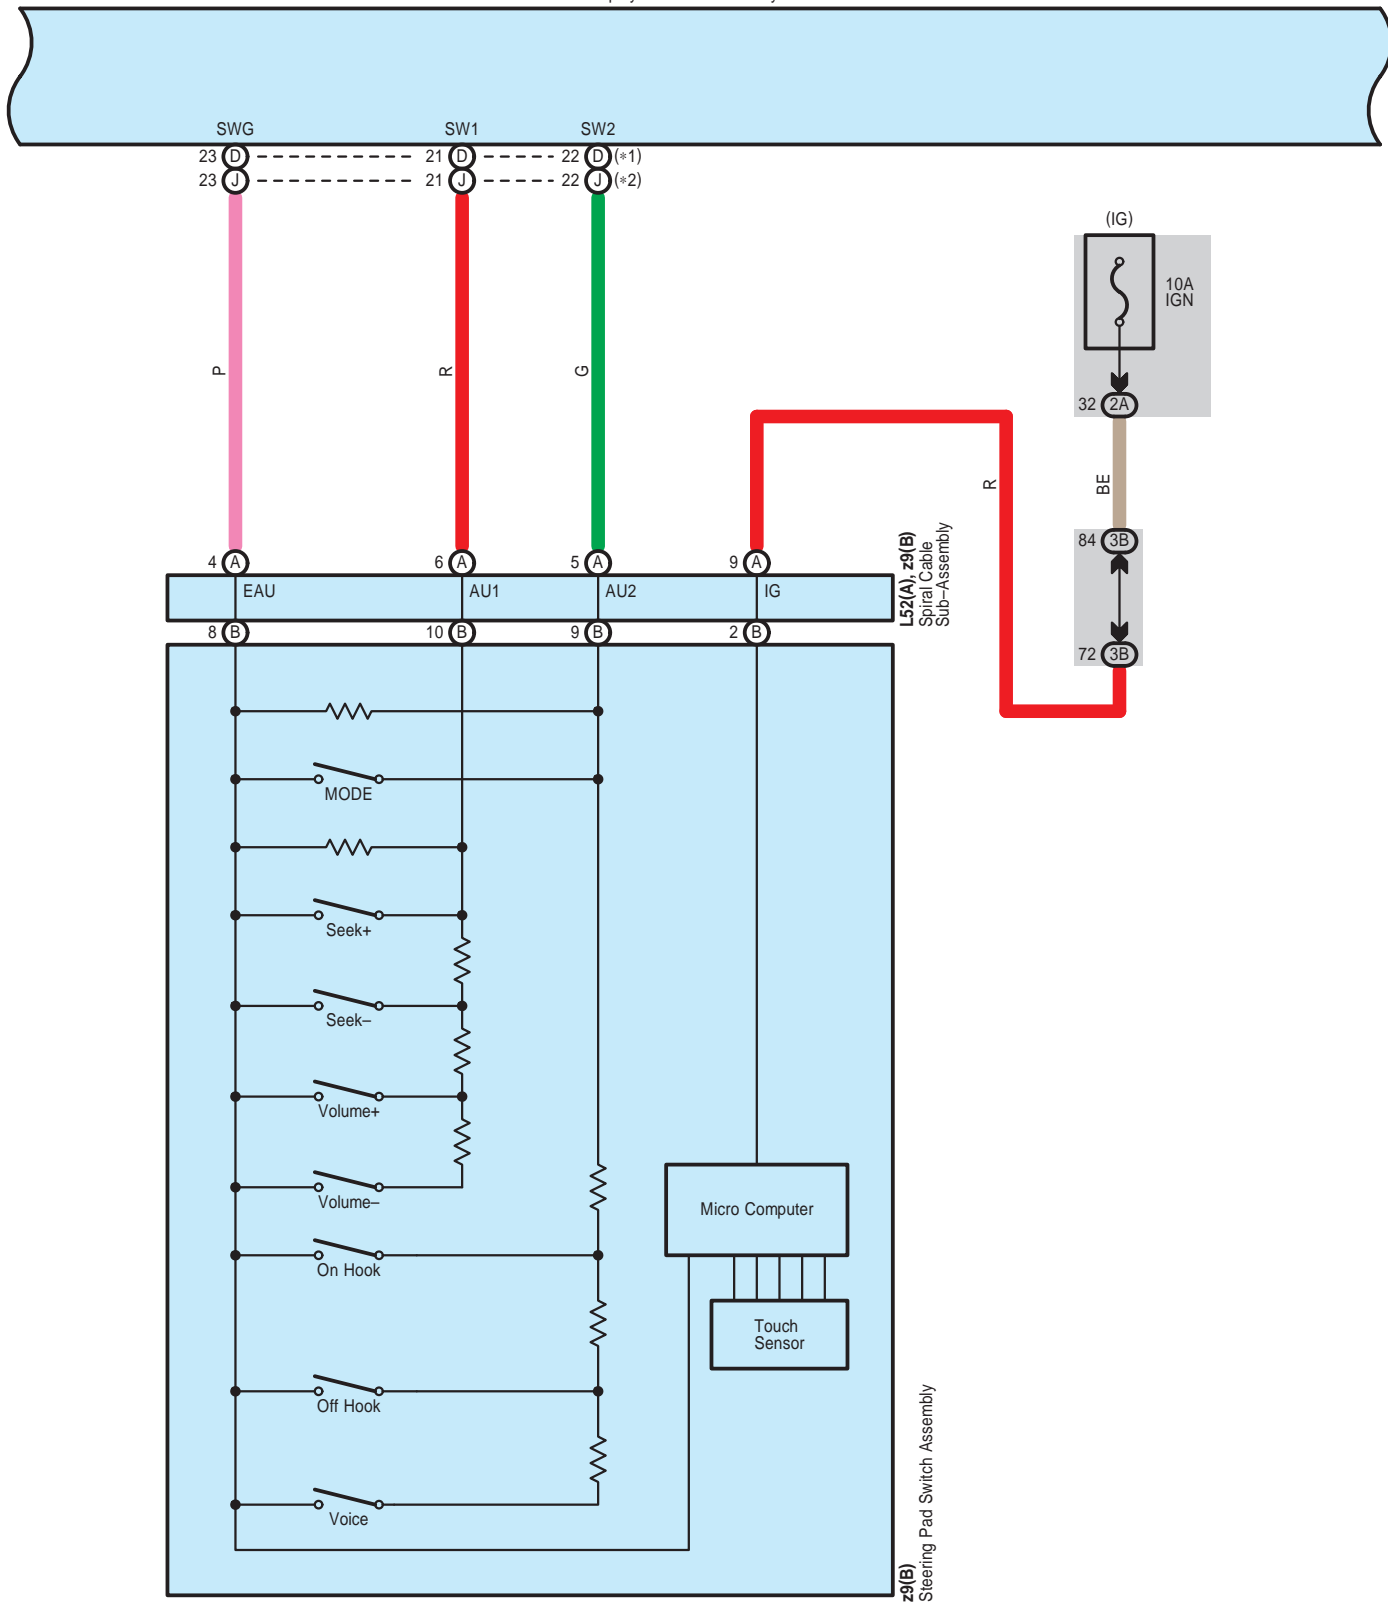 SWG SW1 SW2
23 D 21 D 22 D (*1)
23 J 21 J 22 J (*2)
(IG)
10A
IGN
P
R
G
32 2A
R
BE
84 3B
72 3B
4 A 6 A 5 A 9 A
EAU AU1 AU2 IG
8 B 10 B 9 B 2 B
L52(A), z9(B)
Spiral Cable
Sub–Assembly
MODE
Seek+
Seek–
Volume+
Volume–
On Hook
Off Hook
Voice
Micro Computer
Touch
Sensor
z9(B)
Steering Pad Switch Assembly